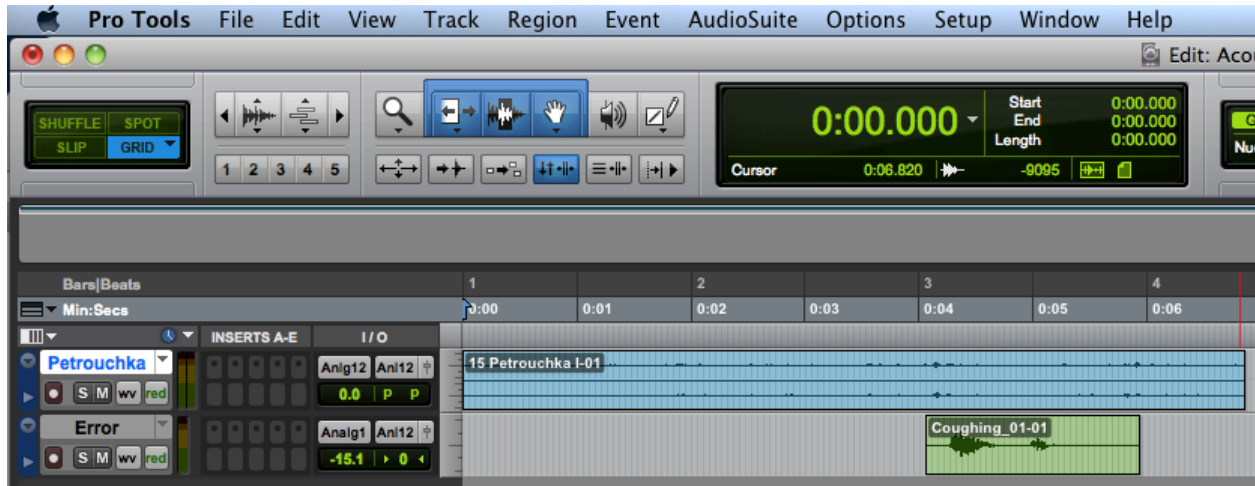 Pro Tools File Edit View Track Region Event AudioSuite Options Setup Window Help
Edit: Aco
SHUFFLE SPOT
SLIP GRID
1 2 3 4 5
0:00.000
Start 0:00.000
End 0:00.000
Length 0:00.000
Cursor 0:06.820 -9095
G
Nu
Bars|Beats 1 2 3 4
Min:Secs 0:00 0:01 0:02 0:03 0:04 0:05 0:06
INSERTS A-E I/O
Petrouchka Anlg12 Anl12 15 Petrouchka I-01
S M wv red 0.0 P P
Error Analg1 Anl12 Coughing_01-01
S M wv red -15.1 0